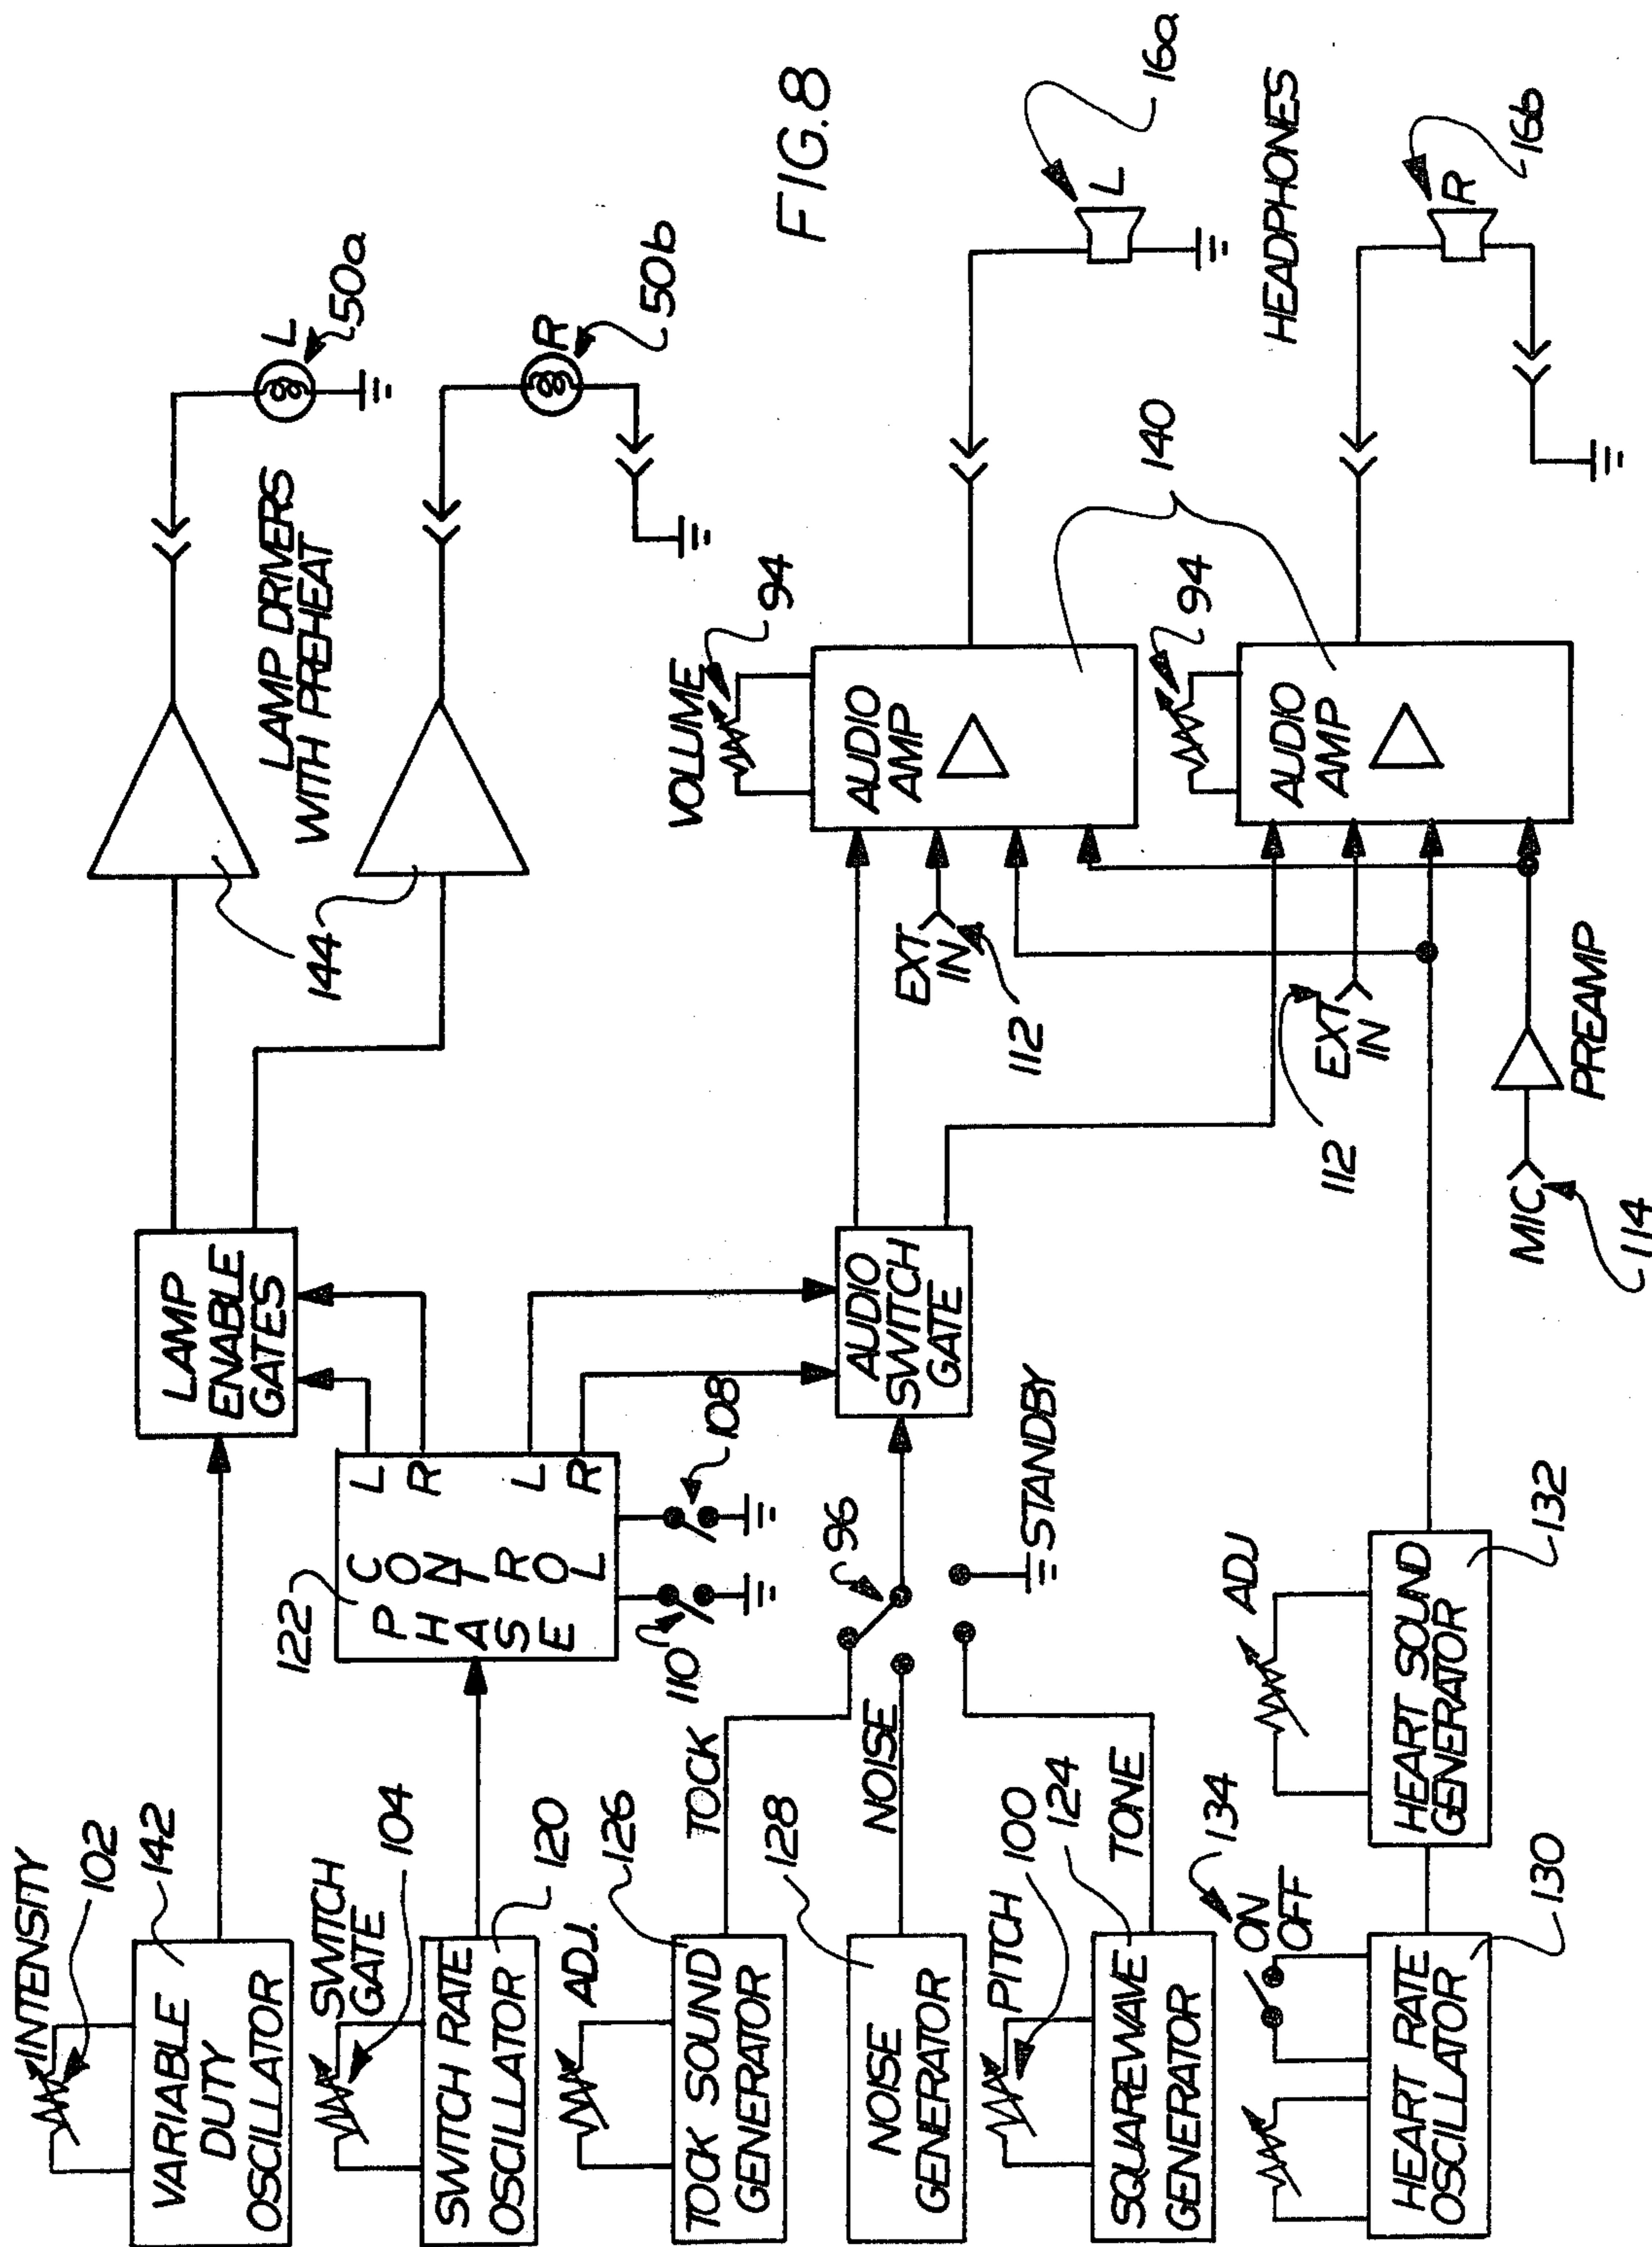 FIG.8
INTENSITY
102
142
VARIABLE
DUTY
OSCILLATOR
SWITCH
GATE
104
120
SWITCH RATE
OSCILLATOR
ADJ.
126
TOCK SOUND
GENERATOR
TOCK
128
NOISE
GENERATOR
NOISE
PITCH
100
124
SQUAREWAVE
GENERATOR
TONE
134
ON
OFF
HEART RATE
OSCILLATOR
130
ADJ
HEART SOUND
GENERATOR
132
122
PHASE
CONTROL
L
R
L
R
110
108
96
STANDBY
LAMP
ENABLE
GATES
AUDIO
SWITCH
GATE
144
LAMP DRIVERS
WITH PREHEAT
L
50a
R
50b
VOLUME
94
AUDIO
AMP
EXT
IN
112
94
AUDIO
AMP
EXT
IN
112
MIC
114
PREAMP
140
L
16a
HEADPHONES
R
16b